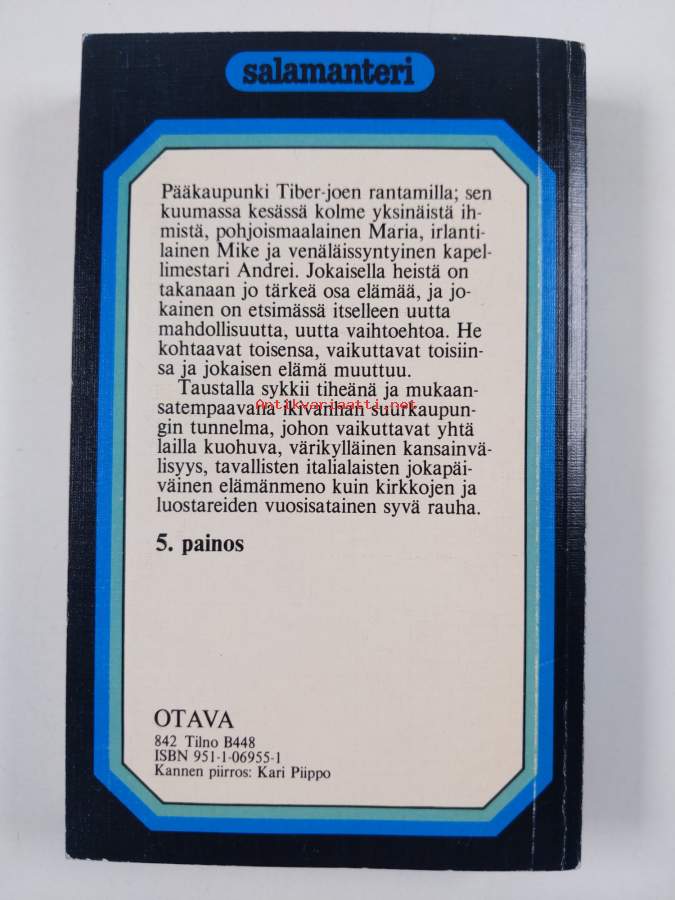 salamanteri
Pääkaupunki Tiber-joen rantamilla; sen
kuumassa kesässä kolme yksinäistä ih-
mistä, pohjoismaalainen Maria, irlanti-
lainen Mike ja venäläissyntyinen kapel-
limestari Andrei. Jokaisella heistä on
takanaan jo tärkeä osa elämää, ja jo-
kainen on etsimässä itselleen uutta
mahdollisuutta, uutta vaihtoehtoa. He
kohtaavat toisensa, vaikuttavat toisiin-
sa ja jokaisen elämä muuttuu.
Taustalla sykkii tiheänä ja mukaan-
satempaavana ikivanhan suurkaupun-
Antikvariaatti.net
gin tunnelma, johon vaikuttavat yhtä
lailla kuohuva, värikylläinen kansainvä-
lisyys, tavallisten italialaisten jokapäi-
väinen elämänmeno kuin kirkkojen ja
luostareiden vuosisatainen syvä rauha.
5. painos
OTAVA
842 Tilno B448
ISBN 951-1-06955-1
Kannen piirros: Kari Piippo